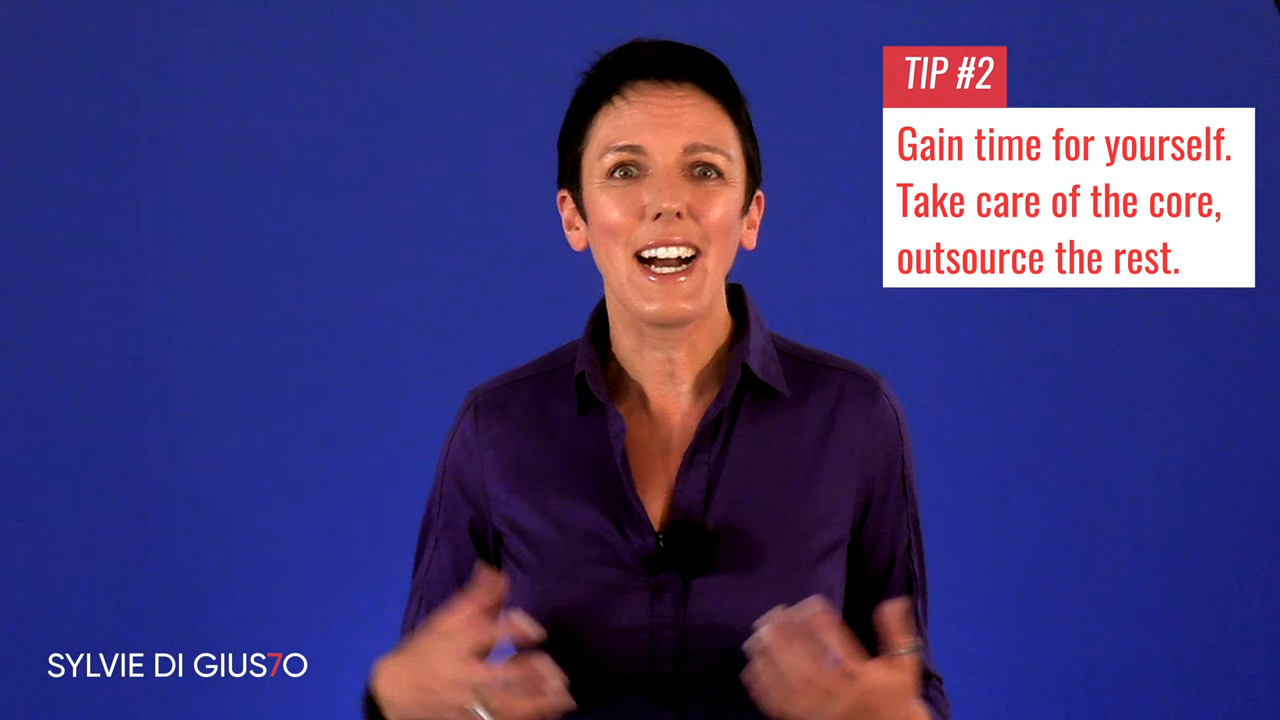 TIP #2
Gain time for yourself.
Take care of the core,
outsource the rest.
SYLVIE DI GIUS7O